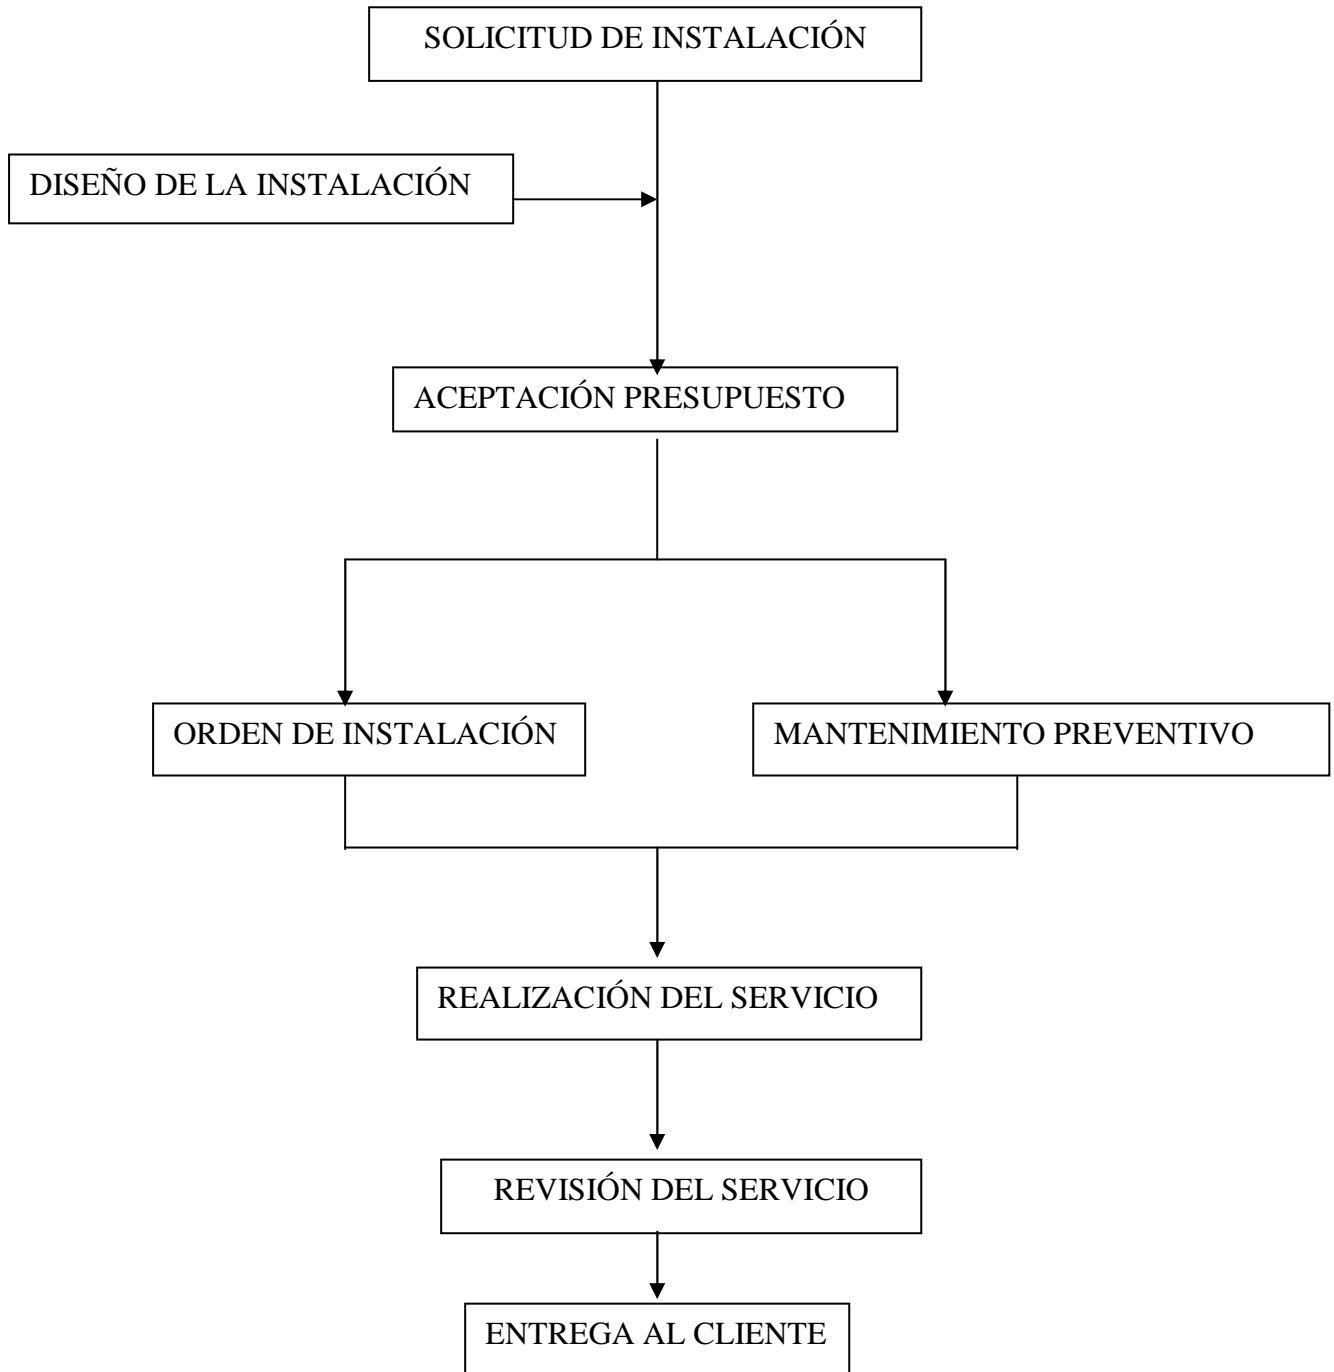 SOLICITUD DE INSTALACIÓN
DISEÑO DE LA INSTALACIÓN
ACEPTACIÓN PRESUPUESTO
ORDEN DE INSTALACIÓN
MANTENIMIENTO PREVENTIVO
REALIZACIÓN DEL SERVICIO
REVISIÓN DEL SERVICIO
ENTREGA AL CLIENTE